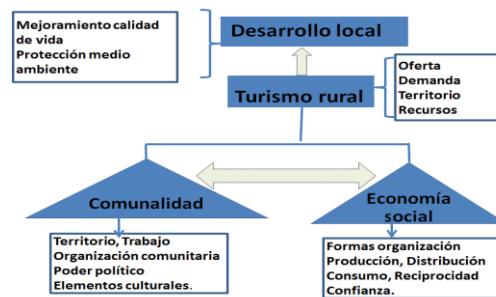 Mejoramiento calidad
de vida
Protección medio
ambiente
Desarrollo local
Turismo rural
Oferta
Demanda
Territorio
Recursos
Comunalidad
Economía
social
Territorio, Trabajo
Organización comunitaria
Poder político
Elementos culturales.
Formas organización
Producción, Distribución
Consumo, Reciprocidad
Confianza.